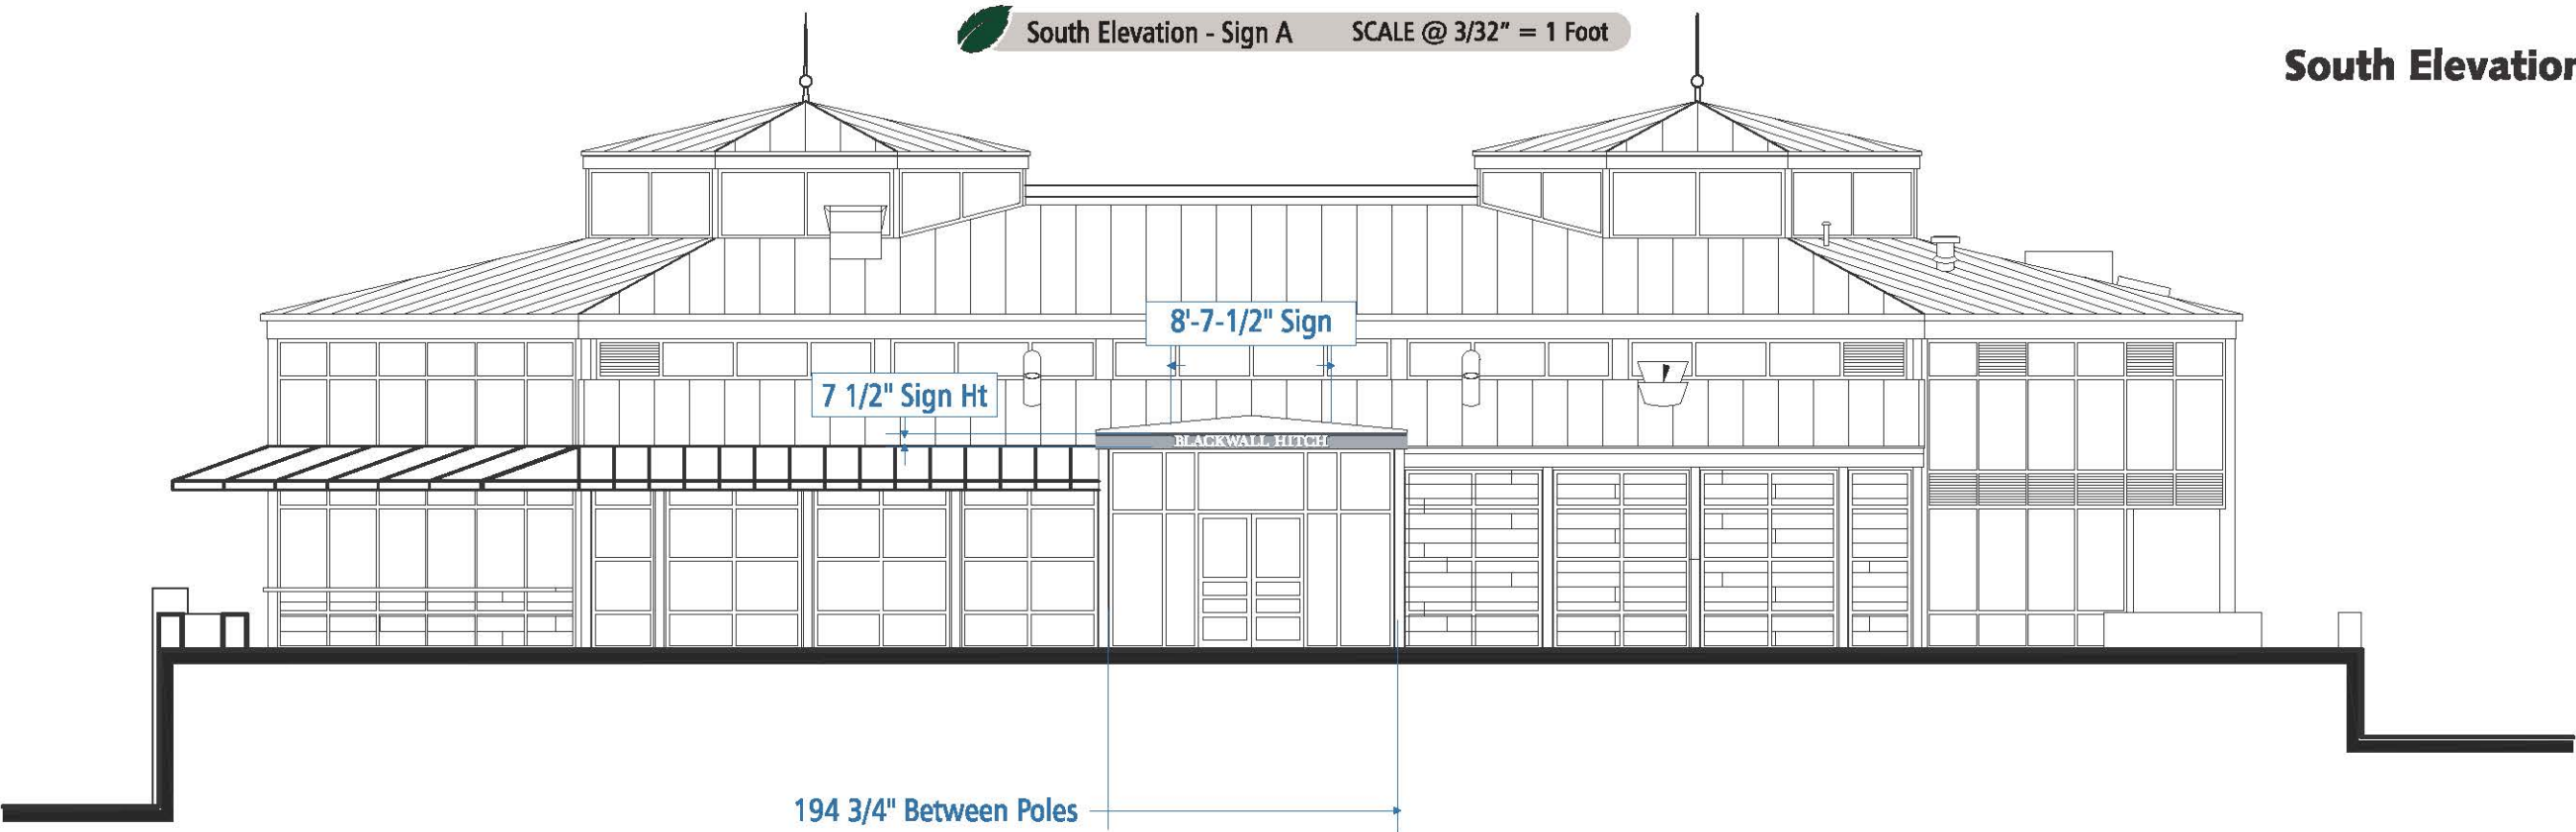 South Elevation - Sign A SCALE @ 3/32" = 1 Foot
South Elevation
8'-7-1/2" Sign
7 1/2" Sign Ht
BLACKWALL HITCH
194 3/4" Between Poles